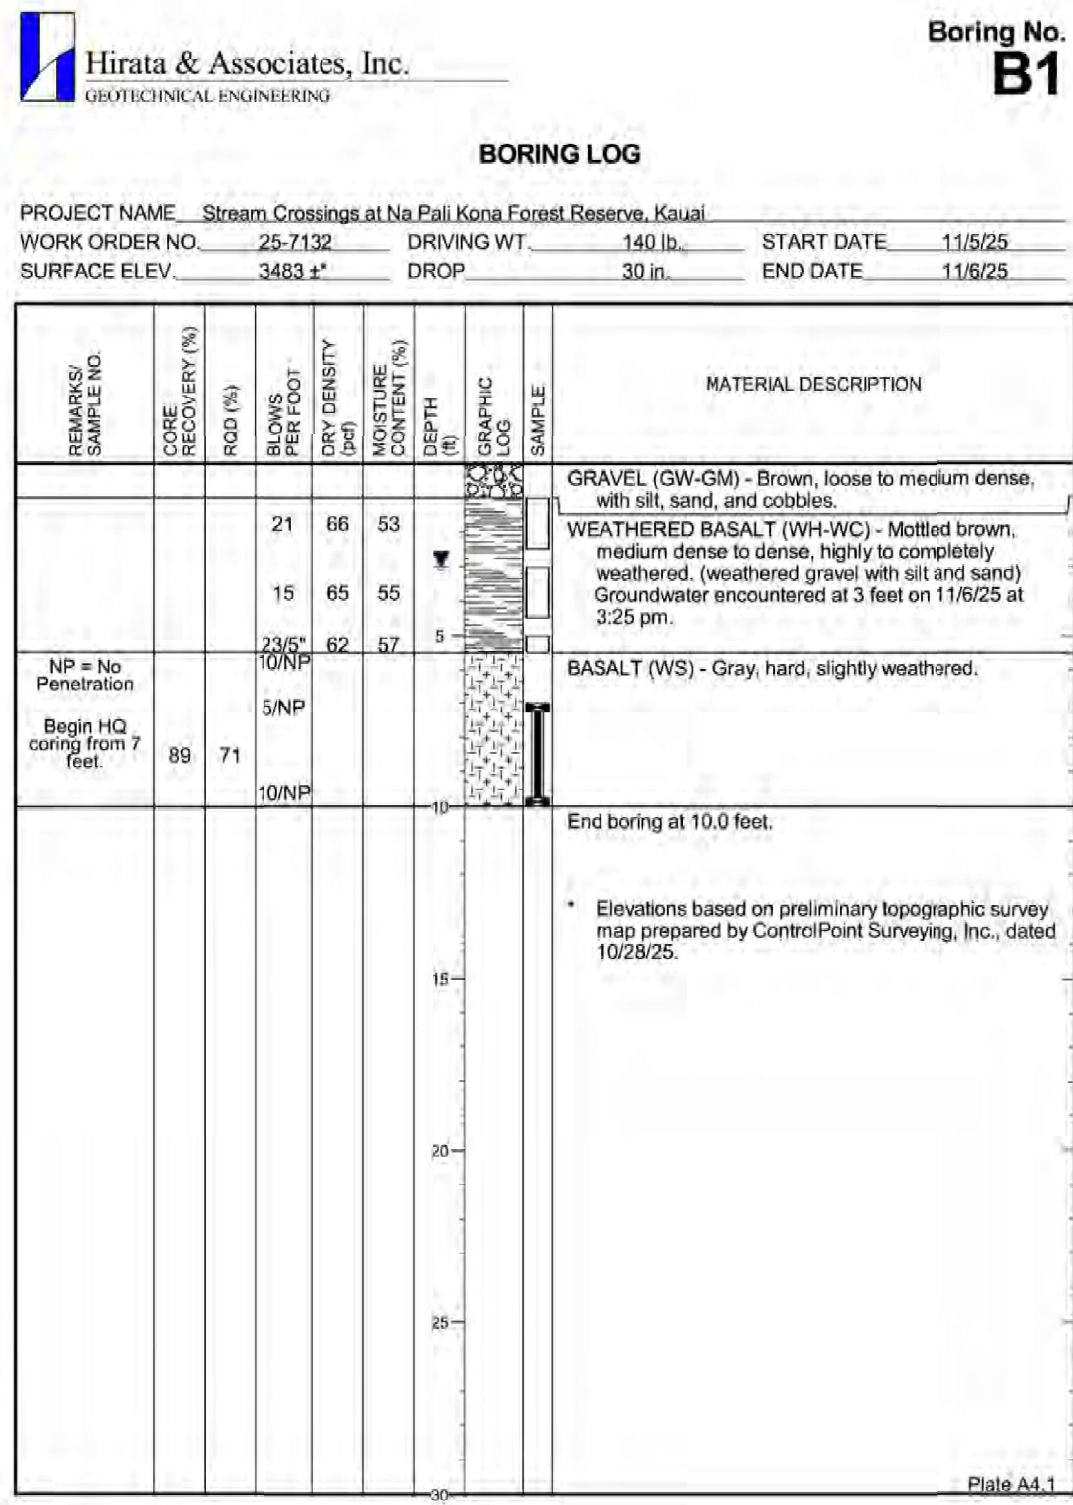 Hirata & Associates, Inc.
GEOTECHNICAL ENGINEERING
Boring No.
B1
BORING LOG
PROJECT NAME Stream Crossings at Na Pali Kona Forest Reserve, Kauai
WORK ORDER NO. 25-7132 DRIVING WT. 140 lb. START DATE 11/5/25
SURFACE ELEV. 3483 ±* DROP 30 in. END DATE 11/6/25
REMARKS/
SAMPLE NO.
CORE
RECOVERY (%)
RQD (%)
BLOWS
PER FOOT
DRY DENSITY
(pcf)
MOISTURE
CONTENT (%)
DEPTH
(ft)
GRAPHIC
LOG
SAMPLE
MATERIAL DESCRIPTION
GRAVEL (GW-GM) - Brown, loose to medium dense,
with silt, sand, and cobbles.
21 66 53
WEATHERED BASALT (WH-WC) - Mottled brown,
medium dense to dense, highly to completely
weathered. (weathered gravel with silt and sand)
15 65 55
Groundwater encountered at 3 feet on 11/6/25 at
3:25 pm.
23/5" 62 57 5
10/NP
NP = No
Penetration
BASALT (WS) - Gray, hard, slightly weathered.
5/NP
Begin HQ
coring from 7
feet.
89 71
10/NP
10
End boring at 10.0 feet.
* Elevations based on preliminary topographic survey
map prepared by ControlPoint Surveying, Inc., dated
10/28/25.
15
20
25
30
Plate A4.1